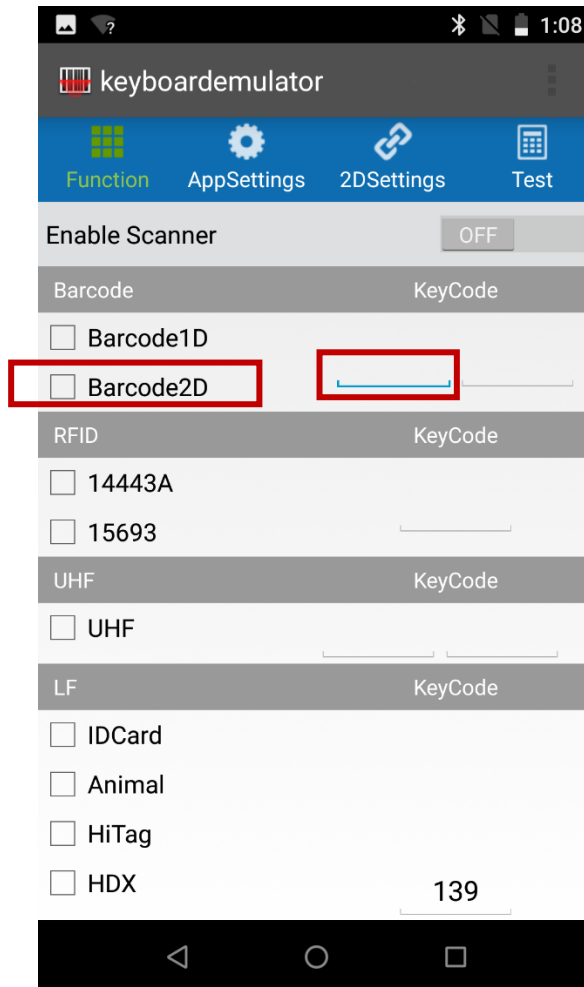 1:08
keyboardemulator
Function AppSettings 2DSettings Test
Enable Scanner OFF
Barcode KeyCode
Barcode1D
Barcode2D
RFID KeyCode
14443A
15693
UHF KeyCode
UHF
LF KeyCode
IDCard
Animal
HiTag
HDX 139